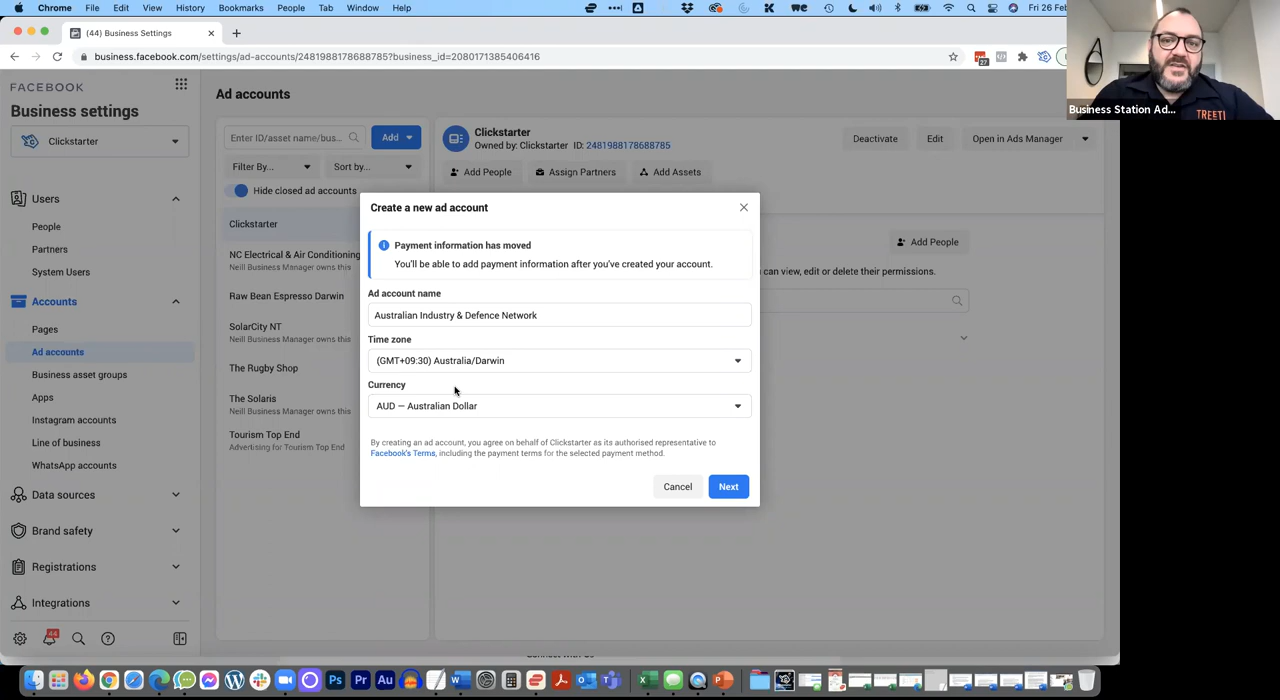 Chrome File Edit View History Bookmarks People Tab Window Help
Fri 26 Feb
(44) Business Settings
business.facebook.com/settings/ad-accounts/2481988178688785?business_id=2080171385406416
27
FACEBOOK
Business settings
Clickstarter
Users
People
Partners
System Users
Accounts
Pages
Ad accounts
Business asset groups
Apps
Instagram accounts
Line of business
WhatsApp accounts
Data sources
Brand safety
Registrations
Integrations
44
Ad accounts
Enter ID/asset name/bus...
Add
Filter By...
Sort by...
Hide closed ad accounts
Clickstarter
NC Electrical & Air Conditioning
Neill Business Manager owns this
Raw Bean Espresso Darwin
SolarCity NT
Neill Business Manager owns this
The Rugby Shop
The Solaris
Neill Business Manager owns this
Tourism Top End
Advertising for Tourism Top End
Clickstarter
Owned by: Clickstarter ID: 2481988178688785
Deactivate
Edit
Open in Ads Manager
Add People
Assign Partners
Add Assets
Add People
can view, edit or delete their permissions.
Create a new ad account
Payment information has moved
You'll be able to add payment information after you've created your account.
Ad account name
Australian Industry & Defence Network
Time zone
(GMT+09:30) Australia/Darwin
Currency
AUD — Australian Dollar
By creating an ad account, you agree on behalf of Clickstarter as its authorised representative to
Facebook's Terms, including the payment terms for the selected payment method.
Cancel
Next
Business Station Ad...
TREETI